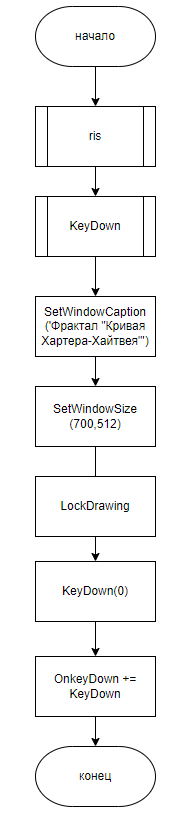 начало
ris
KeyDown
SetWindowCaption
('Фрактал "Кривая
Хартера-Хайтвея"')
SetWindowSize
(700,512)
LockDrawing
KeyDown(0)
OnkeyDown +=
KeyDown
конец